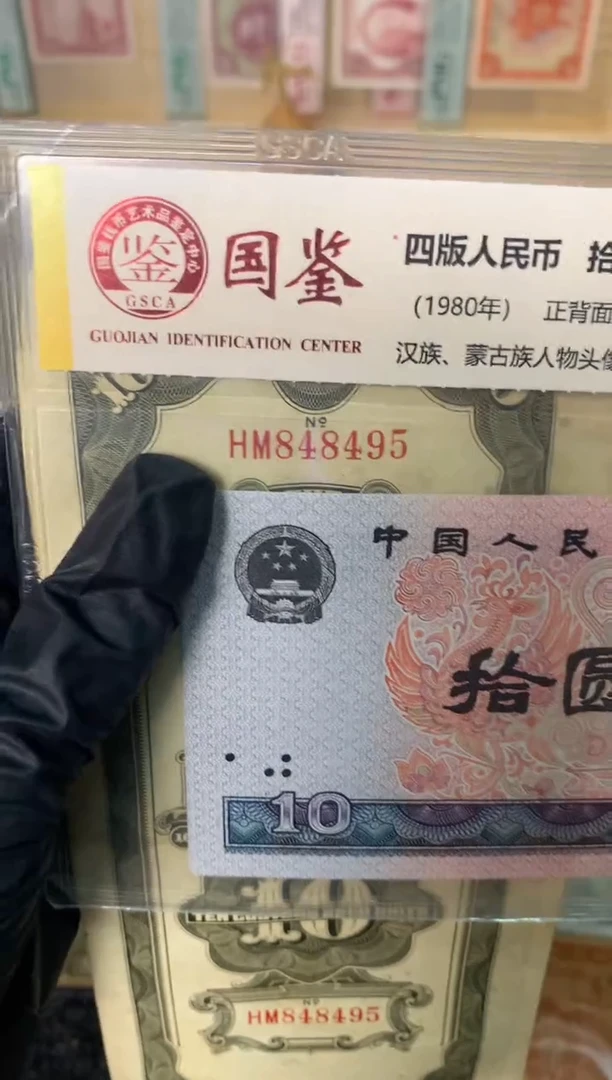 GSCA
国鉴
四版人民币 拾
(1980年) 正背面
汉族、蒙古族人物头像
GSCA
鉴
GUOJIAN IDENTIFICATION CENTER
10
Nº
HM848495
中国人民
拾圆
10
10
Nº
HM848495